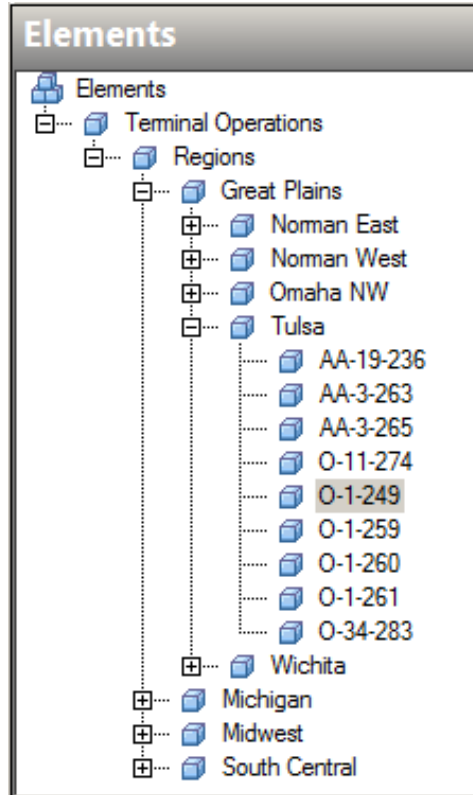 Elements
Elements
Terminal Operations
Regions
Great Plains
Norman East
Norman West
Omaha NW
Tulsa
AA-19-236
AA-3-263
AA-3-265
O-11-274
O-1-249
O-1-259
O-1-260
O-1-261
O-34-283
Wichita
Michigan
Midwest
South Central